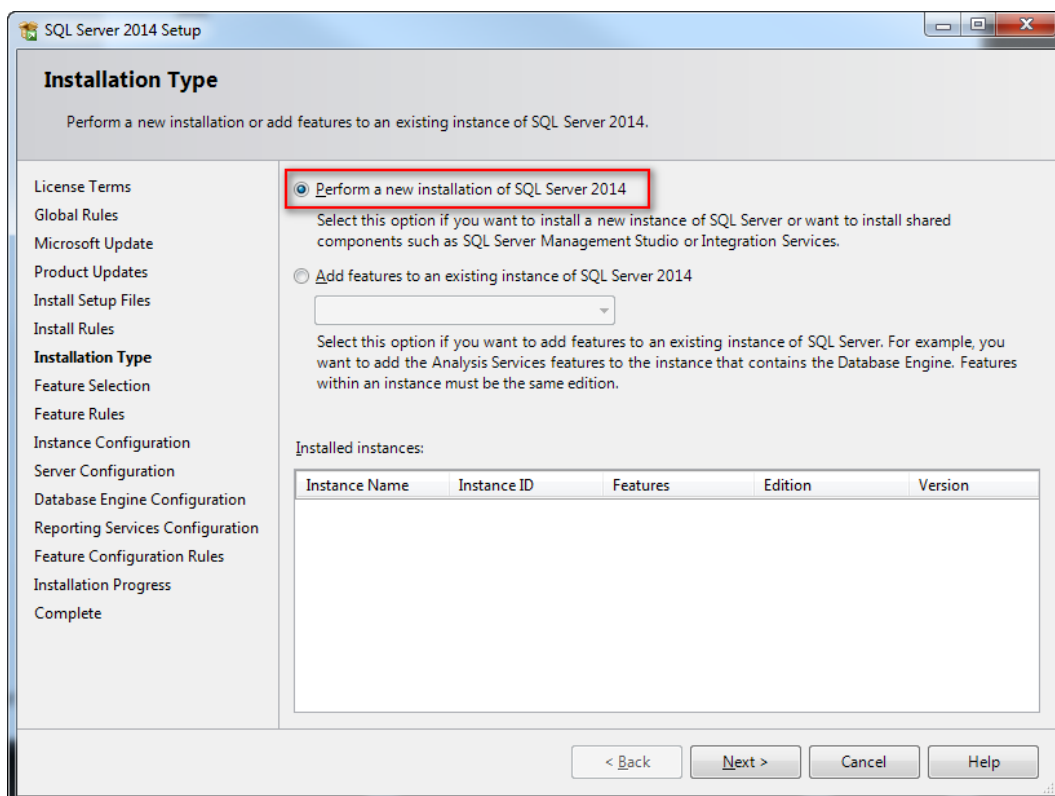 SQL Server 2014 Setup
Installation Type
Perform a new installation or add features to an existing instance of SQL Server 2014.
License Terms
Global Rules
Microsoft Update
Product Updates
Install Setup Files
Install Rules
Installation Type
Feature Selection
Feature Rules
Instance Configuration
Server Configuration
Database Engine Configuration
Reporting Services Configuration
Feature Configuration Rules
Installation Progress
Complete
Perform a new installation of SQL Server 2014
Select this option if you want to install a new instance of SQL Server or want to install shared
components such as SQL Server Management Studio or Integration Services.
Add features to an existing instance of SQL Server 2014
Select this option if you want to add features to an existing instance of SQL Server. For example, you
want to add the Analysis Services features to the instance that contains the Database Engine. Features
within an instance must be the same edition.
Installed instances:
Instance Name Instance ID Features Edition Version
< Back Next > Cancel Help